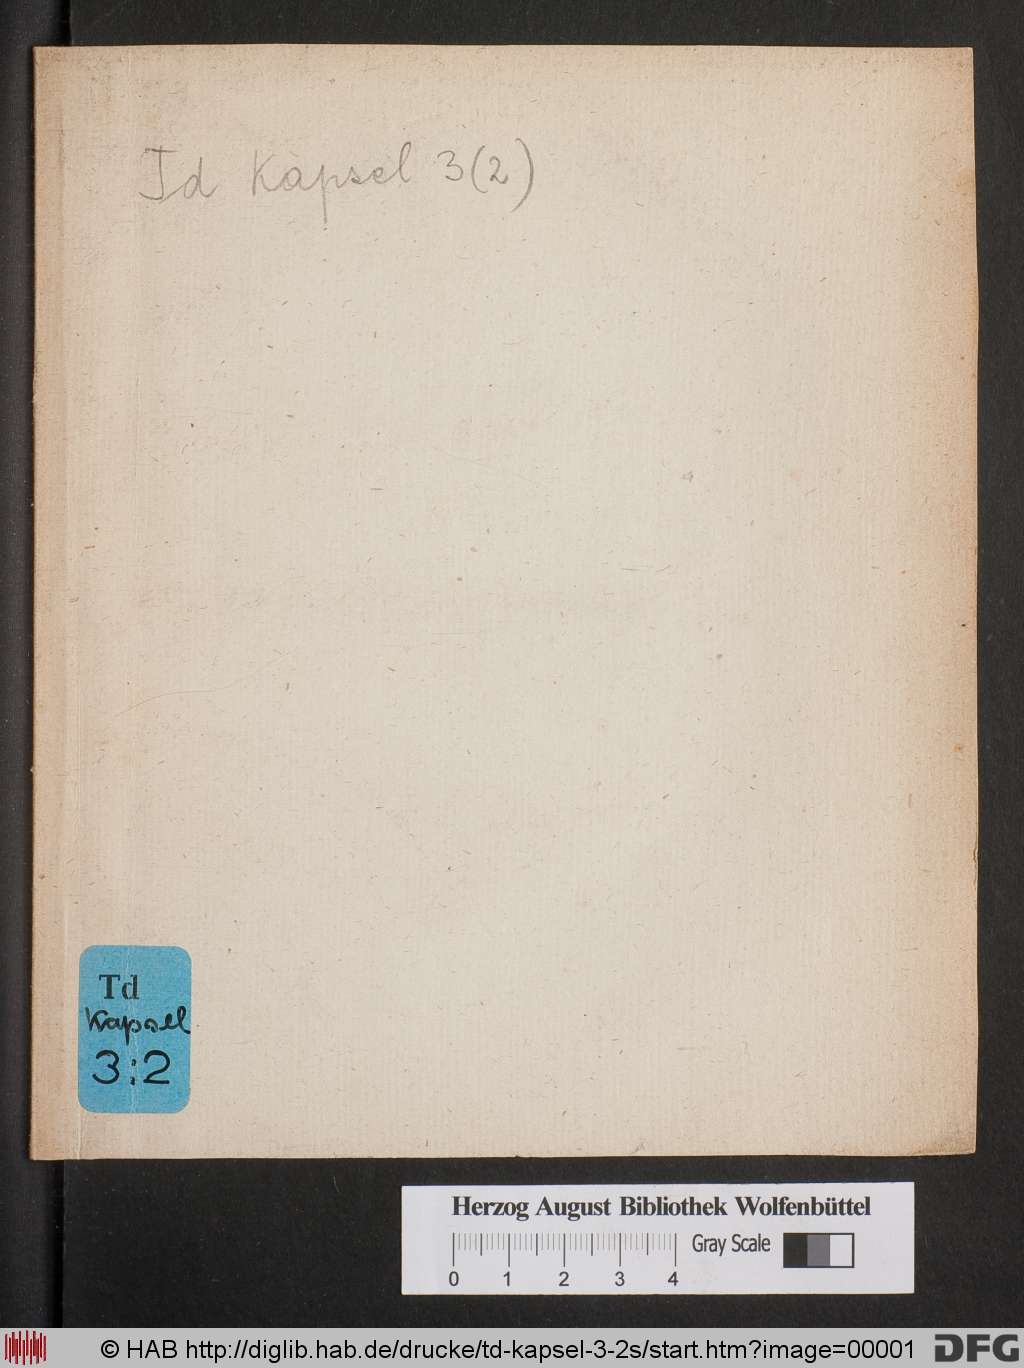 Td Kapsel 3(2)
Td
Kapsel
3:2
Herzog August Bibliothek Wolfenbüttel
Gray Scale
0 1 2 3 4
© HAB http://diglib.hab.de/drucke/td-kapsel-3-2s/start.htm?image=00001
DFG